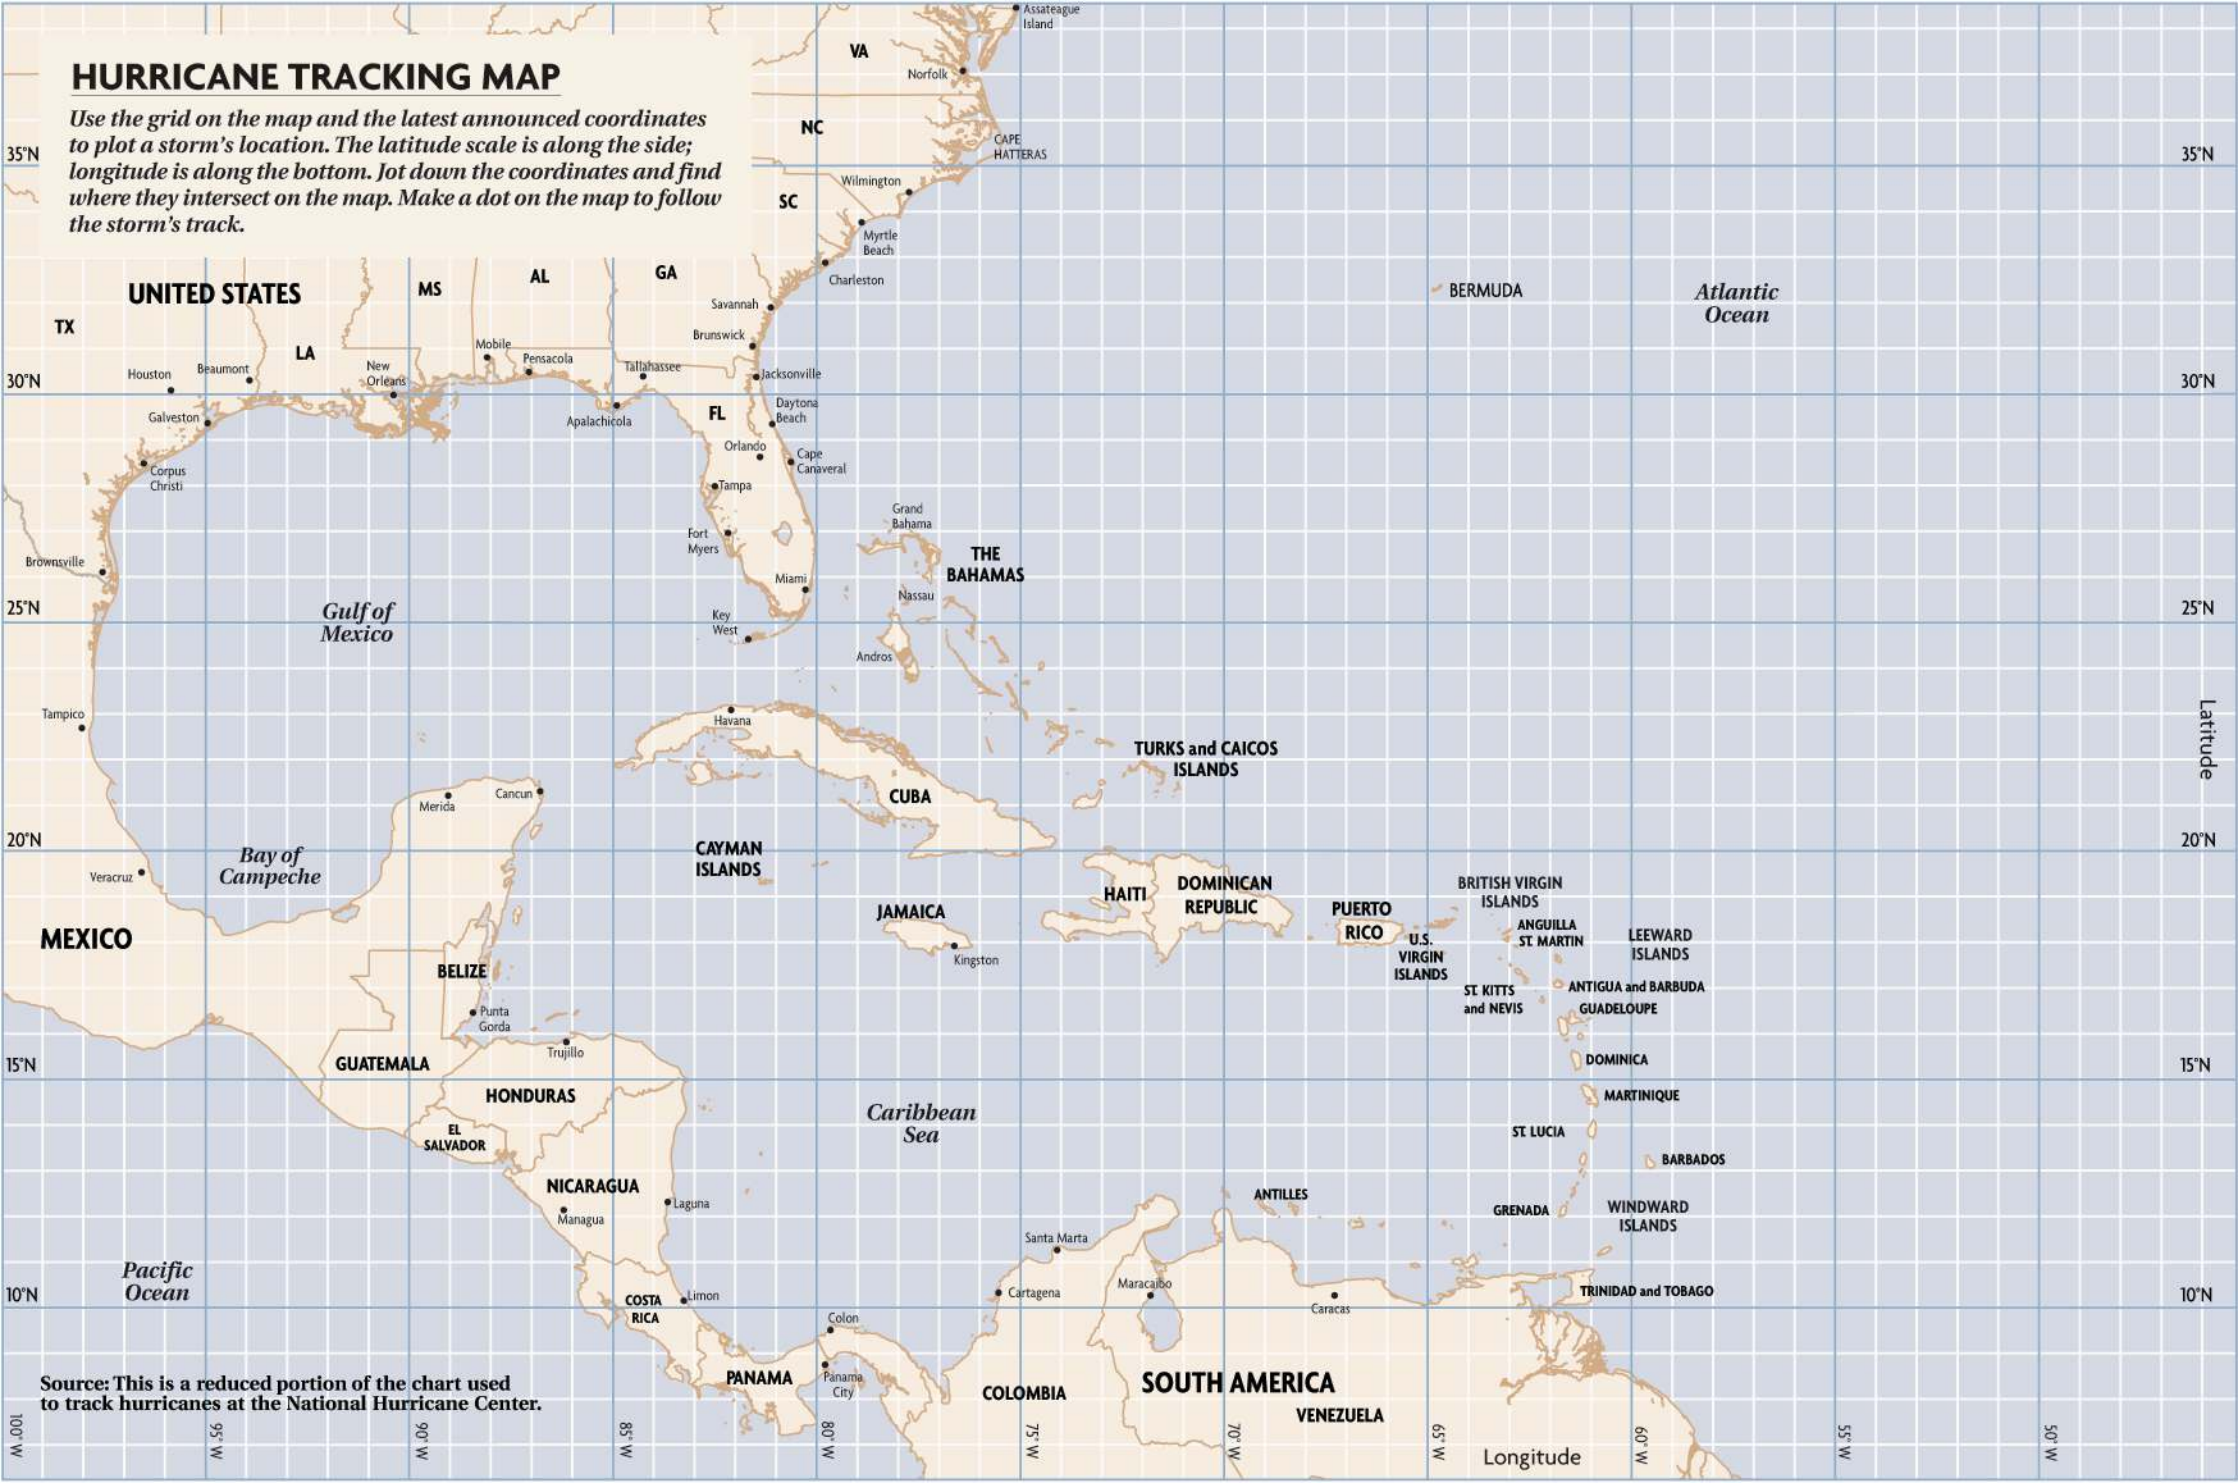 Assateague
Island
VA
Norfolk
HURRICANE TRACKING MAP
Use the grid on the map and the latest announced coordinates
to plot a storm's location. The latitude scale is along the side;
longitude is along the bottom. Jot down the coordinates and find
where they intersect on the map. Make a dot on the map to follow
the storm's track.
NC
CAPE
HATTERAS
35°N
35°N
Wilmington
SC
Myrtle
Beach
Charleston
UNITED STATES
MS
AL
GA
Savannah
BERMUDA
Atlantic
Ocean
TX
LA
Brunswick
Mobile
Pensacola
New
Orleans
Tallahassee
Jacksonville
Houston
Beaumont
30°N
30°N
Galveston
Apalachicola
FL
Daytona
Beach
Orlando
Cape
Canaveral
Corpus
Christi
Tampa
Grand
Bahama
Fort
Myers
THE
BAHAMAS
Brownsville
Miami
Nassau
25°N
25°N
Gulf of
Mexico
Key
West
Andros
Tampico
Havana
Latitude
TURKS and CAICOS
ISLANDS
Merida
Cancun
CUBA
20°N
20°N
Bay of
Campeche
CAYMAN
ISLANDS
Veracruz
HAITI
DOMINICAN
REPUBLIC
BRITISH VIRGIN
ISLANDS
JAMAICA
PUERTO
RICO
ANGUILLA
ST. MARTIN
LEEWARD
ISLANDS
MEXICO
U.S.
VIRGIN
ISLANDS
Kingston
BELIZE
ST. KITTS
and NEVIS
ANTIGUA and BARBUDA
GUADELOUPE
Punta
Gorda
Trujillo
15°N
15°N
GUATEMALA
DOMINICA
HONDURAS
MARTINIQUE
Caribbean
Sea
EL
SALVADOR
ST. LUCIA
BARBADOS
NICARAGUA
ANTILLES
Laguna
Managua
GRENADA
WINDWARD
ISLANDS
Santa Marta
Pacific
Ocean
Maracaibo
10°N
10°N
COSTA
RICA
Limon
Cartagena
Caracas
TRINIDAD and TOBAGO
Colon
PANAMA
Panama
City
COLOMBIA
SOUTH AMERICA
VENEZUELA
Source: This is a reduced portion of the chart used
to track hurricanes at the National Hurricane Center.
100°W
95°W
90°W
85°W
80°W
75°W
70°W
65°W
Longitude
60°W
55°W
50°W